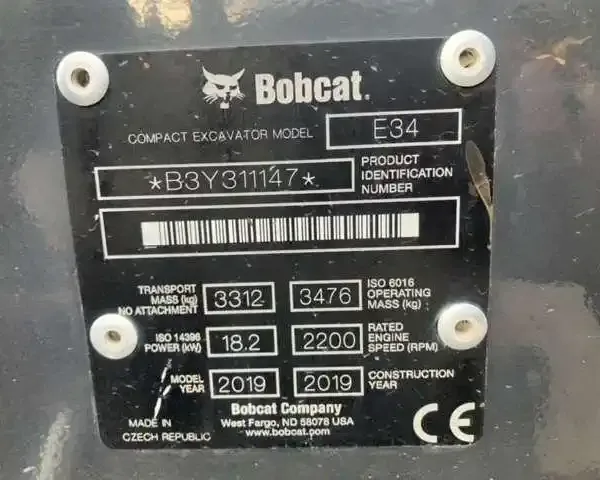 Bobcat.
COMPACT EXCAVATOR MODEL E34
*B3Y311147* PRODUCT IDENTIFICATION NUMBER
TRANSPORT MASS (kg) NO ATTACHMENT 3312 3476 ISO 6016 OPERATING MASS (kg)
ISO 14396 POWER (kW) 18.2 2200 RATED ENGINE SPEED (RPM)
MODEL YEAR 2019 2019 CONSTRUCTION YEAR
Bobcat Company
West Fargo, ND 58078 USA
www.bobcat.com
MADE IN
CZECH REPUBLIC
CE